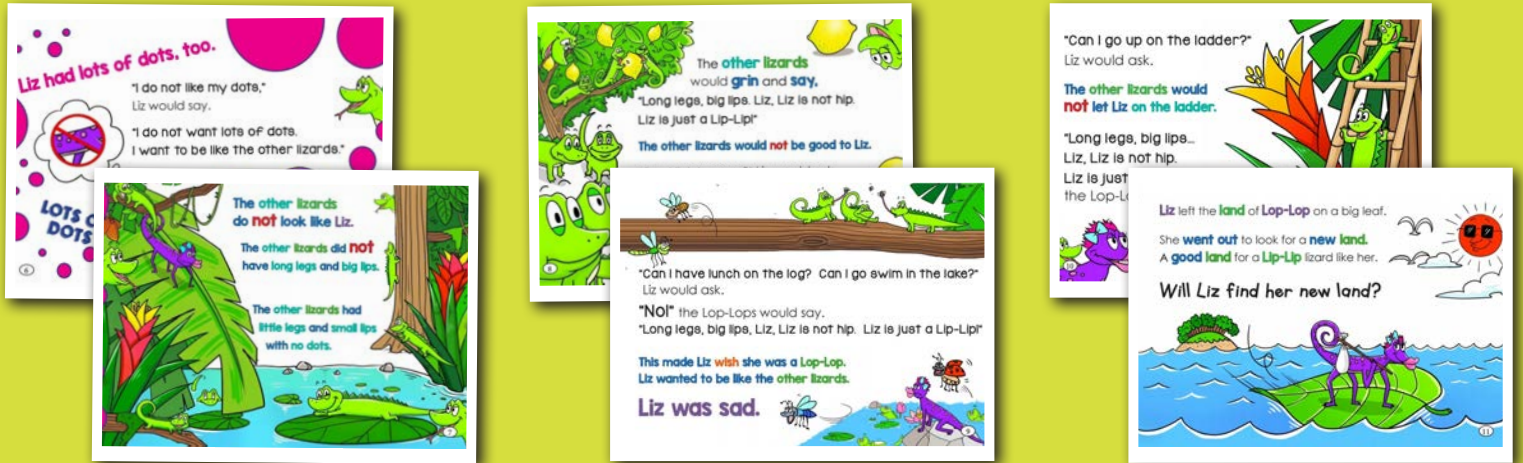 Liz had lots of dots, too.
"I do not like my dots,"
Liz would say.
"I do not want lots of dots.
I want to be like the other lizards."
LOTS
DOTS
6
The other lizards
do not look like Liz.
The other lizards did not
have long legs and big lips.
The other lizards had
little legs and small lips
with no dots.
7
The other lizards
would grin and say,
"Long legs, big lips. Liz, Liz is not hip.
Liz is just a Lip-Lip!"
The other lizards would not be good to Liz.
8
"Can I have lunch on the log? Can I go swim in the lake?"
Liz would ask.
"No!" the Lop-Lops would say.
"Long legs, big lips, Liz, Liz is not hip. Liz is just a Lip-Lip!"
This made Liz wish she was a Lop-Lop.
Liz wanted to be like the other lizards.
Liz was sad.
9
"Can I go up on the ladder?"
Liz would ask.
The other lizards would
not let Liz on the ladder.
"Long legs, big lips...
Liz, Liz is not hip.
Liz is just
the
10
Liz left the land of Lop-Lop on a big leaf.
She went out to look for a new land.
A good land for a Lip-Lip lizard like her.
Will Liz find her new land?
11